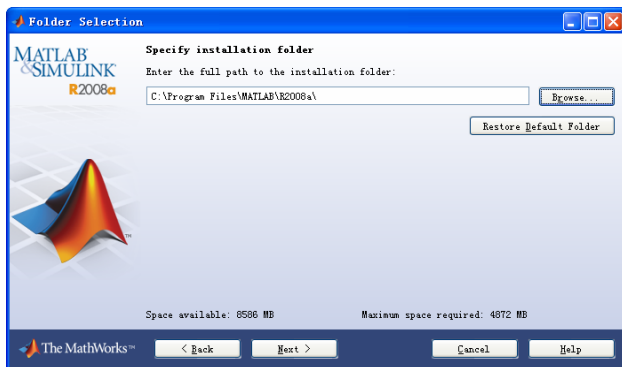 Folder Selection
MATLAB
&SIMULINK
R2008a
Specify installation folder
Enter the full path to the installation folder:
C:\Program Files\MATLAB\R2008a\
Browse...
Restore Default Folder
TM
Space available: 8586 MB
Maximum space required: 4872 MB
The MathWorks™
< Back
Next >
Cancel
Help